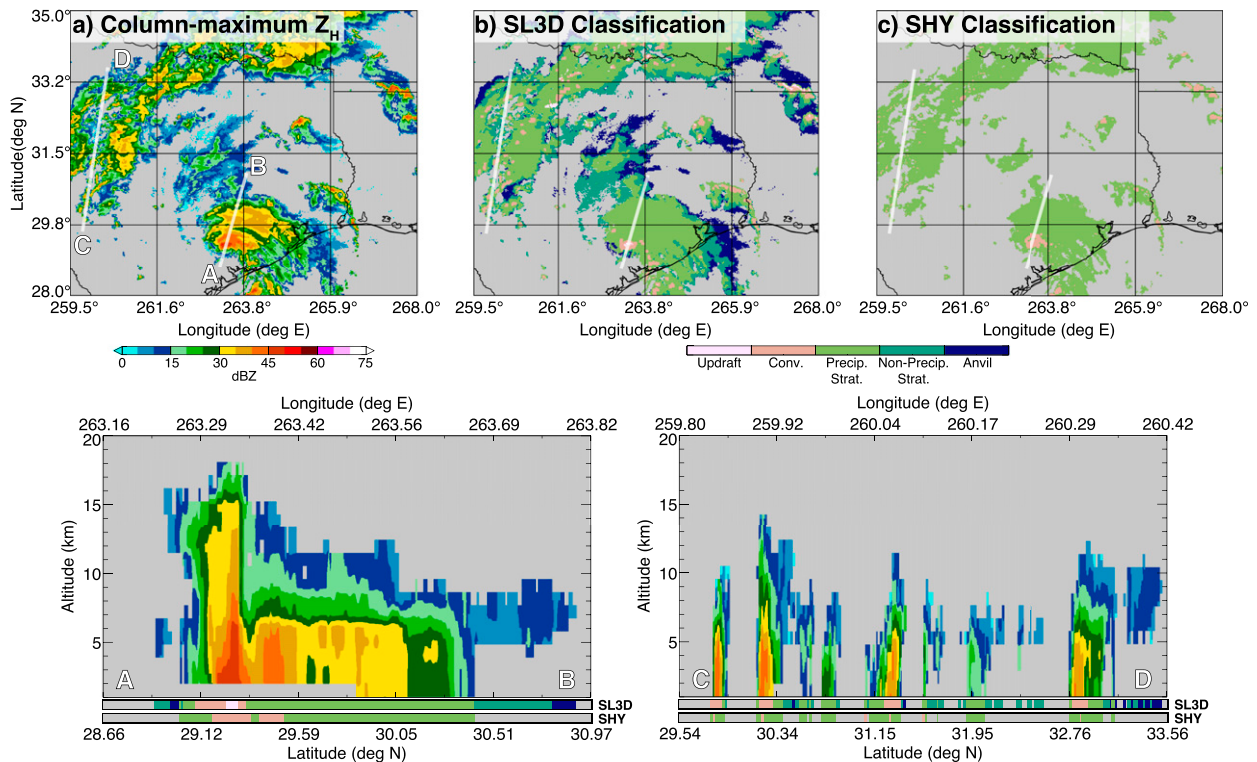 a) Column-maximum Z_H
b) SL3D Classification
c) SHY Classification
35.0°
33.2°
31.5°
29.8°
28.0°
Latitude(deg N)
D
B
C
A
259.5° 261.6° 263.8° 265.9° 268.0°
259.5° 261.6° 263.8° 265.9° 268.0°
259.5° 261.6° 263.8° 265.9° 268.0°
Longitude (deg E)
Longitude (deg E)
Longitude (deg E)
0 15 30 45 60 75
dBZ
Updraft Conv. Precip. Strat. Non-Precip. Strat. Anvil
Longitude (deg E)
263.16 263.29 263.42 263.56 263.69 263.82
20
15
10
5
Altitude (km)
A B
SL3D
SHY
28.66 29.12 29.59 30.05 30.51 30.97
Latitude (deg N)
Longitude (deg E)
259.80 259.92 260.04 260.17 260.29 260.42
20
15
10
5
Altitude (km)
C D
SL3D
SHY
29.54 30.34 31.15 31.95 32.76 33.56
Latitude (deg N)